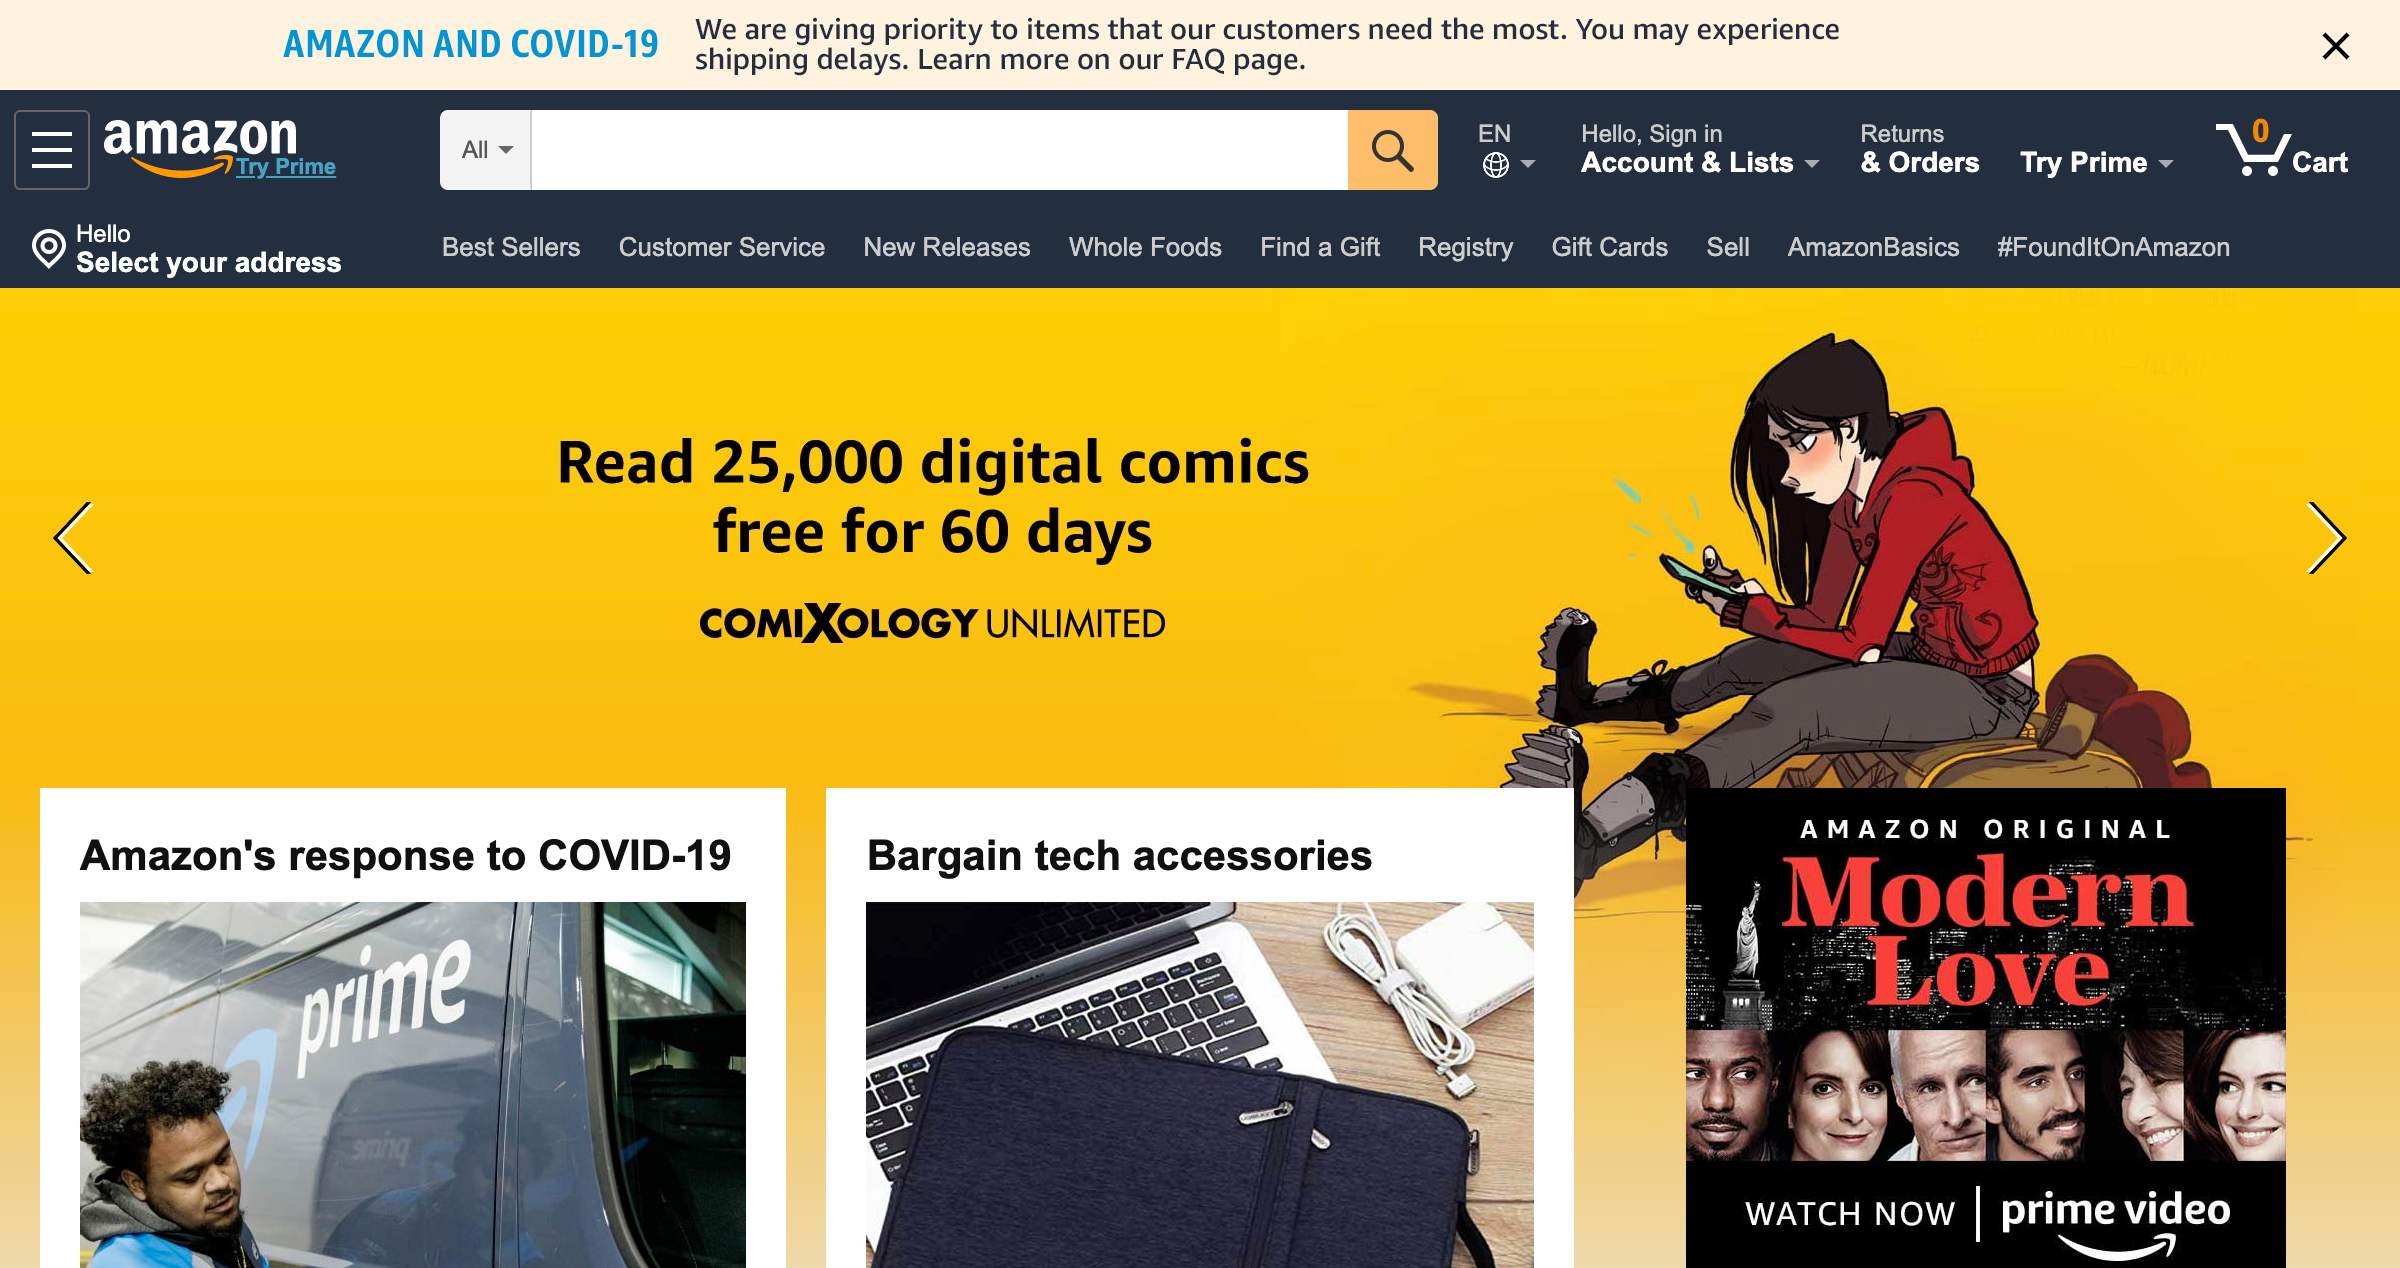 AMAZON AND COVID-19
We are giving priority to items that our customers need the most. You may experience
shipping delays. Learn more on our FAQ page.
amazon
Try Prime
All
EN
Hello, Sign in
Account & Lists
Returns
& Orders
Try Prime
0
Cart
Hello
Select your address
Best Sellers
Customer Service
New Releases
Whole Foods
Find a Gift
Registry
Gift Cards
Sell
AmazonBasics
#FoundItOnAmazon
Read 25,000 digital comics
free for 60 days
COMIXOLOGY UNLIMITED
Amazon's response to COVID-19
prime
prime
Bargain tech accessories
AMAZON ORIGINAL
Modern
Love
WATCH NOW
prime video